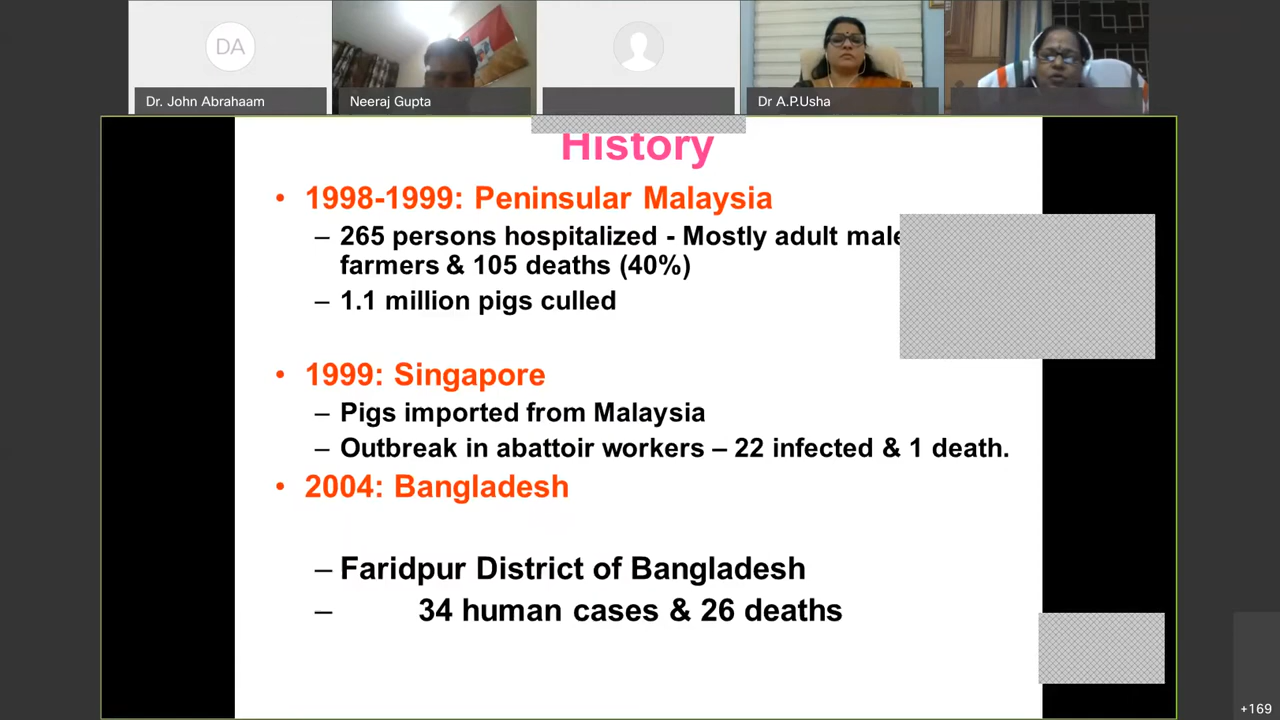 DA
Dr. John Abrahaam
Neeraj Gupta
Dr A.P.Usha
History
• 1998-1999: Peninsular Malaysia
– 265 persons hospitalized - Mostly adult male
farmers & 105 deaths (40%)
– 1.1 million pigs culled
• 1999: Singapore
– Pigs imported from Malaysia
– Outbreak in abattoir workers – 22 infected & 1 death.
• 2004: Bangladesh
– Faridpur District of Bangladesh
– 34 human cases & 26 deaths
+169